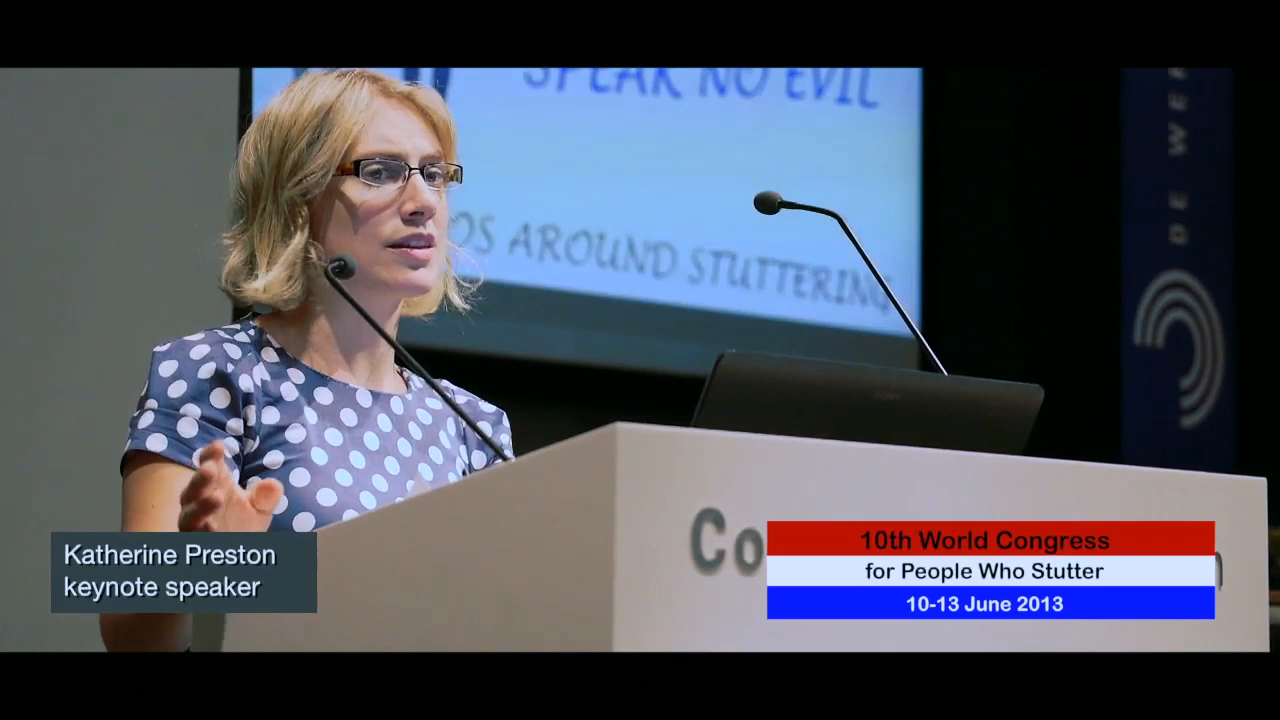 SPEAK NO EVIL
AROUND STUTTERING
DE
Katherine Preston
keynote speaker
10th World Congress
for People Who Stutter
10-13 June 2013